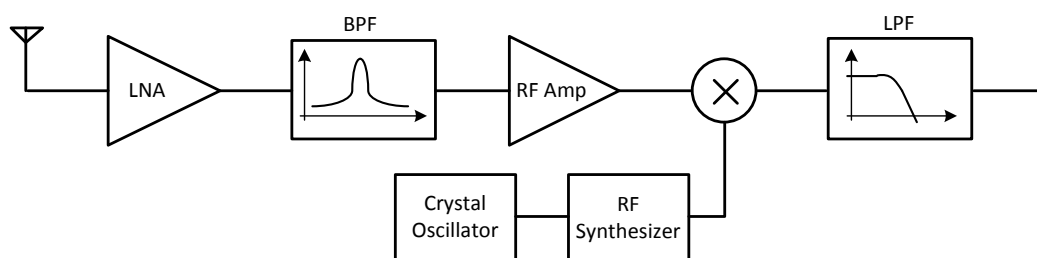 BPF
LPF
LNA
RF Amp
Crystal
Oscillator
RF
Synthesizer